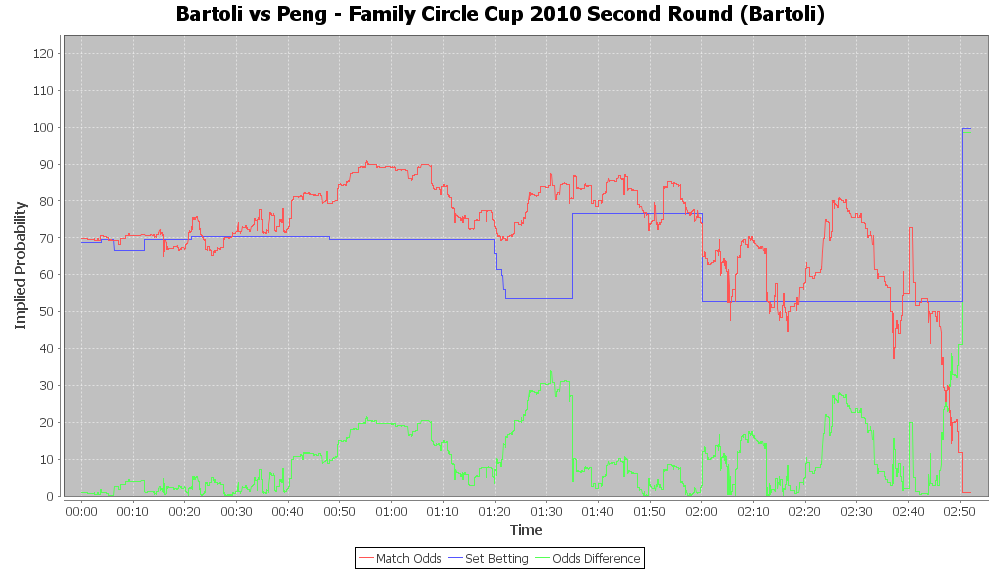 Bartoli vs Peng - Family Circle Cup 2010 Second Round (Bartoli)
Implied Probability
120
110
100
90
80
70
60
50
40
30
20
10
0
00:00 00:10 00:20 00:30 00:40 00:50 01:00 01:10 01:20 01:30 01:40 01:50 02:00 02:10 02:20 02:30 02:40 02:50
Time
Match Odds Set Betting Odds Difference